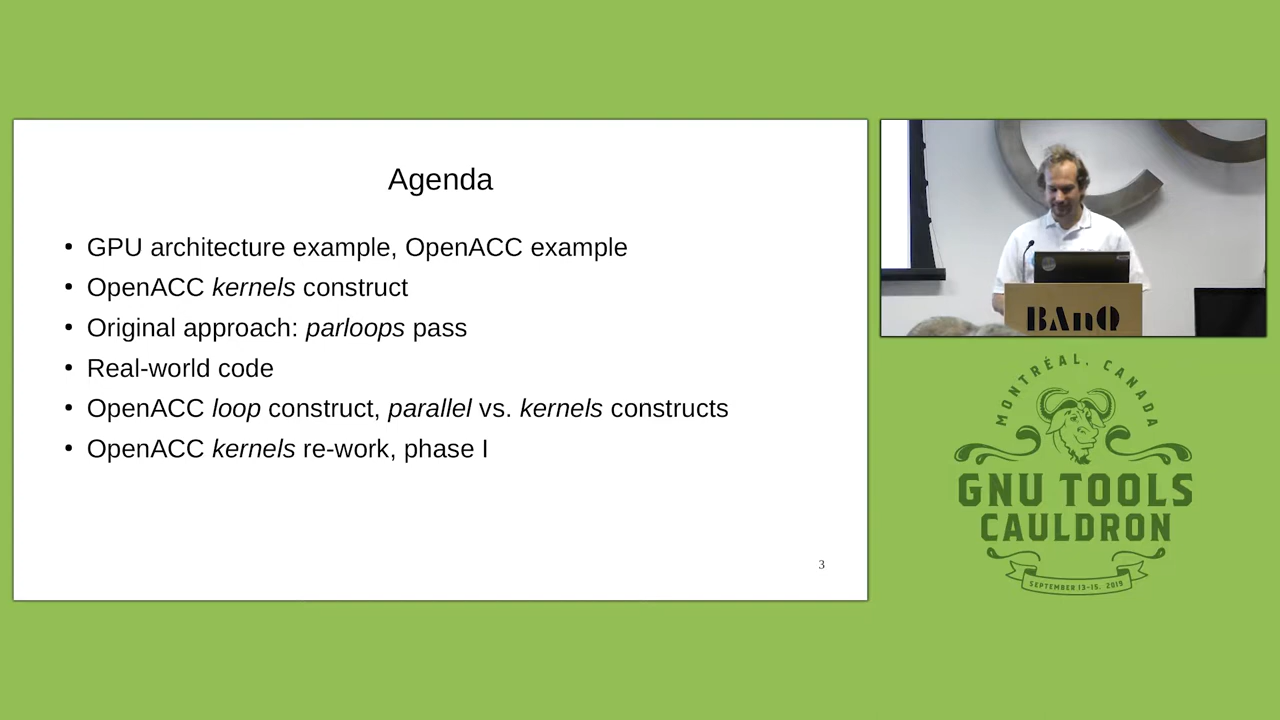 Agenda
• GPU architecture example, OpenACC example
• OpenACC kernels construct
• Original approach: parloops pass
• Real-world code
• OpenACC loop construct, parallel vs. kernels constructs
• OpenACC kernels re-work, phase I
3
BAnQ
MONTRÉAL, CANADA
GNU TOOLS
CAULDRON
SEPTEMBER 13-15, 2019